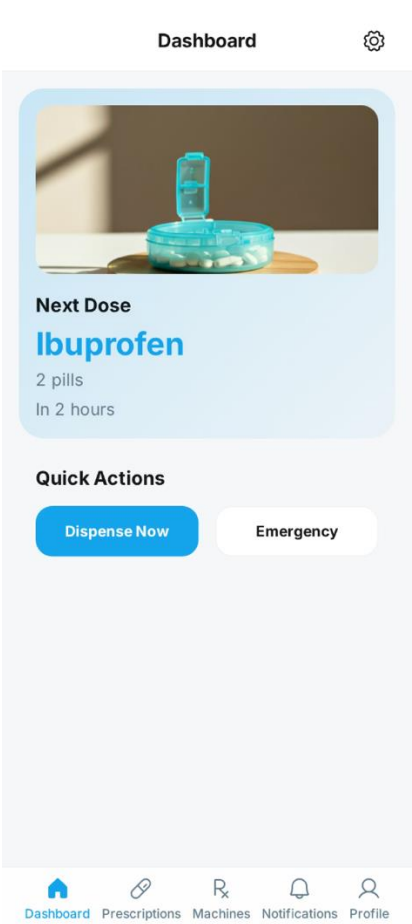 Dashboard
Next Dose
Ibuprofen
2 pills
In 2 hours
Quick Actions
Dispense Now
Emergency
Dashboard
Prescriptions
Machines
Notifications
Profile